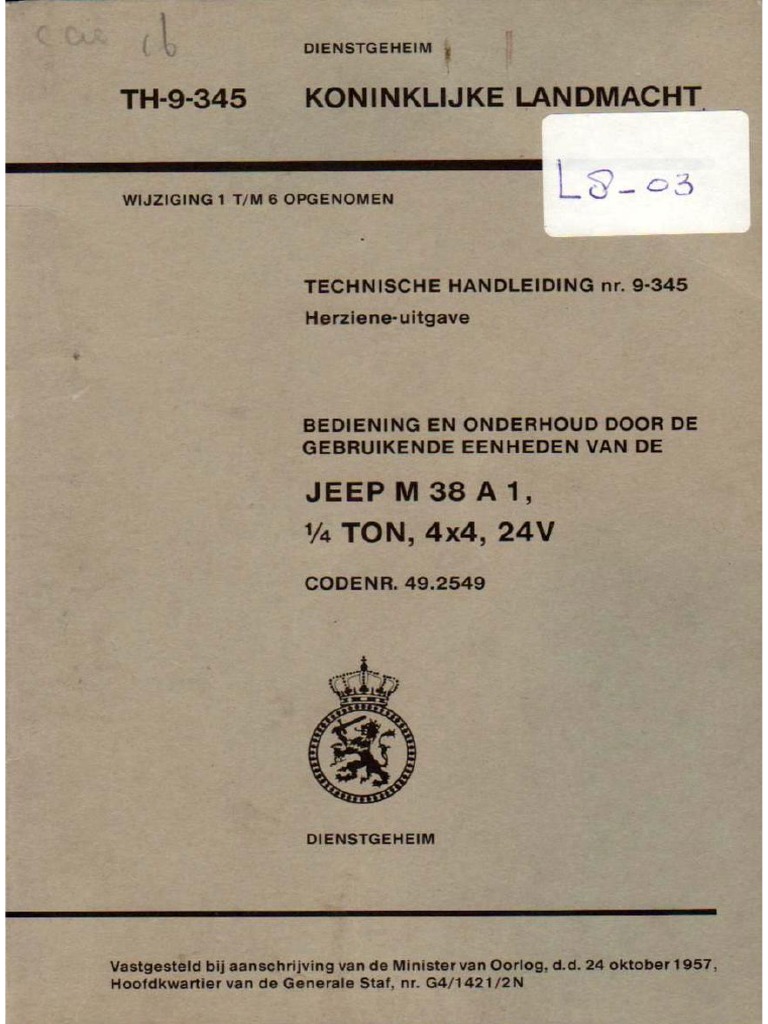 DIENSTGEHEIM
TH-9-345 KONINKLIJKE LANDMACHT
L8-03
WIJZIGING 1 T/M 6 OPGENOMEN
TECHNISCHE HANDLEIDING nr. 9-345
Herziene-uitgave
BEDIENING EN ONDERHOUD DOOR DE
GEBRUIKENDE EENHEDEN VAN DE
JEEP M 38 A 1,
¼ TON, 4x4, 24V
CODENR. 49.2549
DIENSTGEHEIM
Vastgesteld bij aanschrijving van de Minister van Oorlog, d.d. 24 oktober 1957,
Hoofdkwartier van de Generale Staf, nr. G4/1421/2N